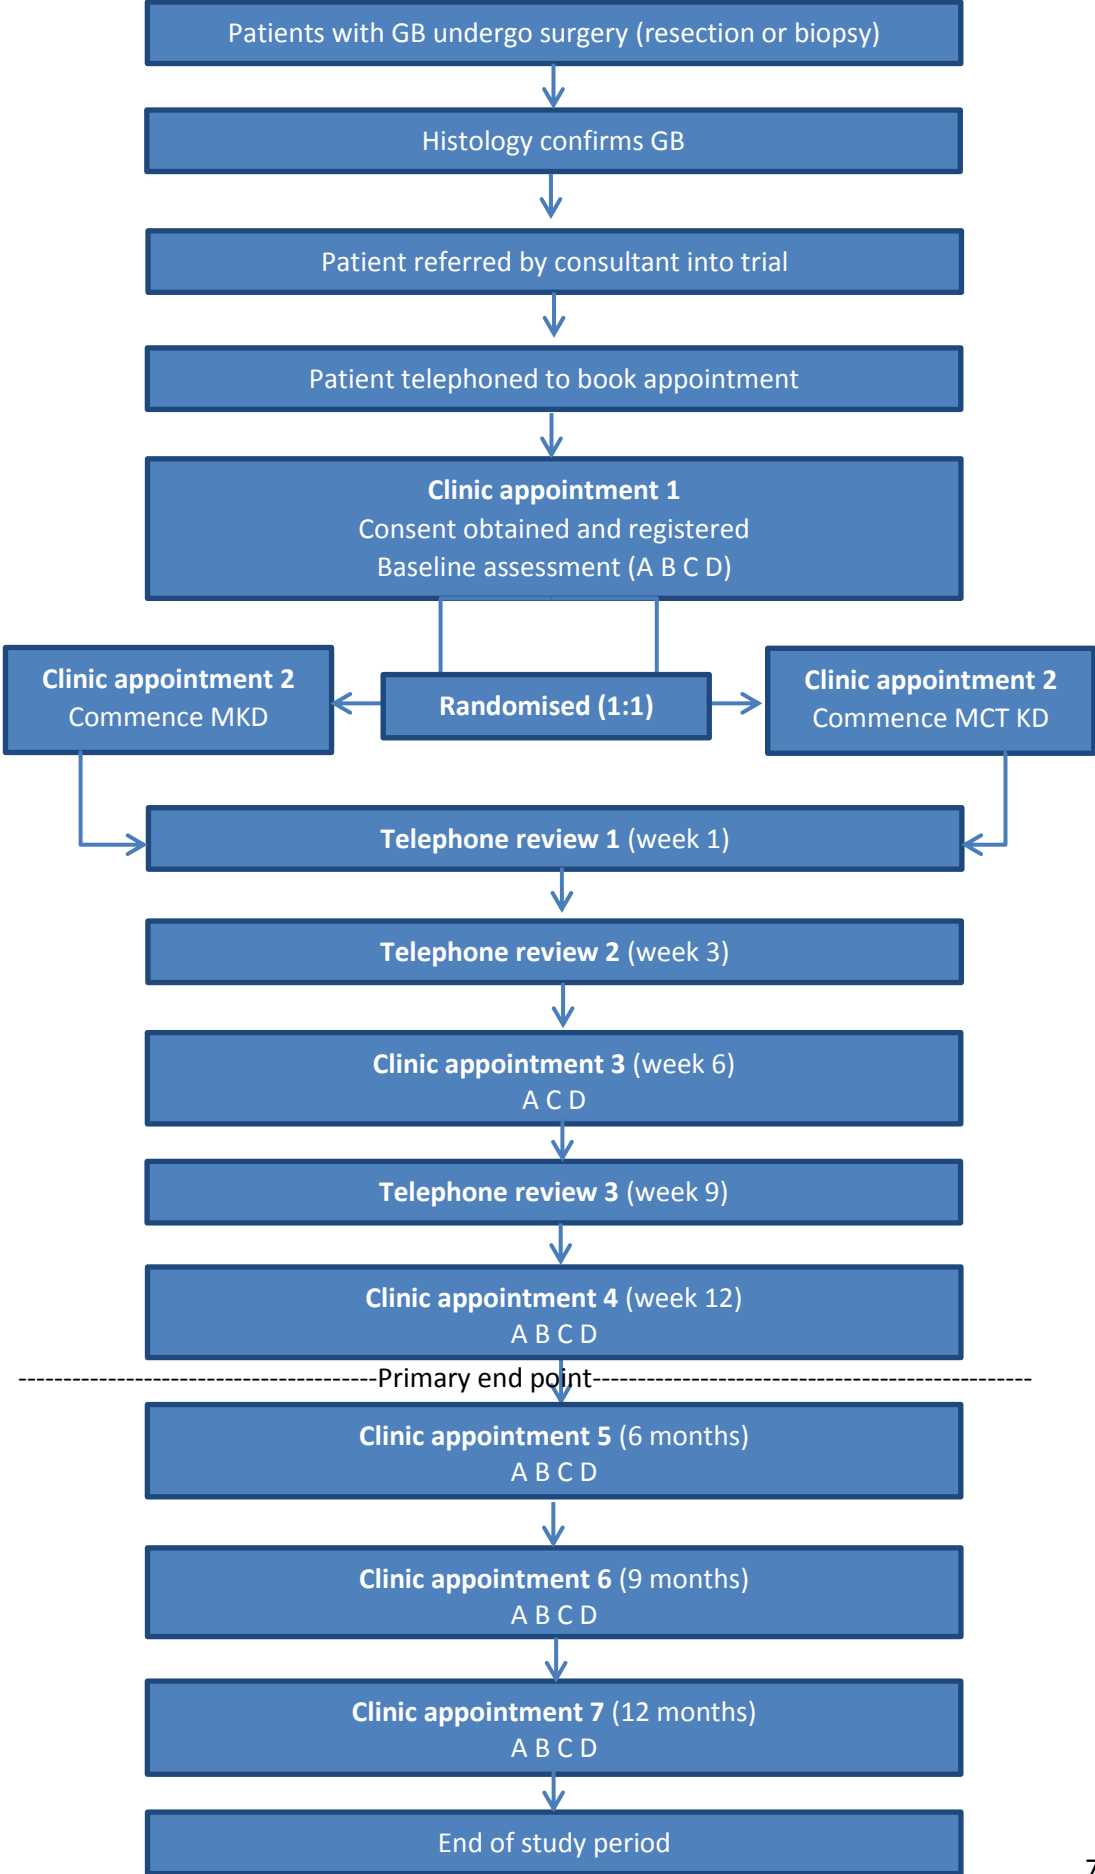 Patients with GB undergo surgery (resection or biopsy)
Histology confirms GB
Patient referred by consultant into trial
Patient telephoned to book appointment
Clinic appointment 1
Consent obtained and registered
Baseline assessment (A B C D)
Clinic appointment 2
Commence MKD
Randomised (1:1)
Clinic appointment 2
Commence MCT KD
Telephone review 1 (week 1)
Telephone review 2 (week 3)
Clinic appointment 3 (week 6)
A C D
Telephone review 3 (week 9)
Clinic appointment 4 (week 12)
A B C D
Primary end point
Clinic appointment 5 (6 months)
A B C D
Clinic appointment 6 (9 months)
A B C D
Clinic appointment 7 (12 months)
A B C D
End of study period
7